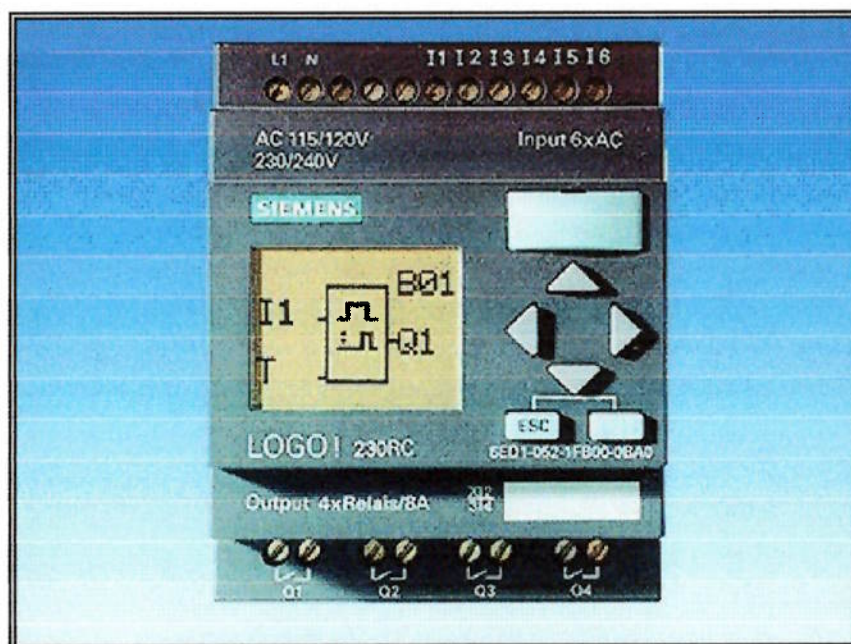 L1 N I1 I2 I3 I4 I5 I6
AC 115/120V Input 6xAC
230/240V
SIEMENS
B01
I1
Q1
T
ESC
LOGO! 230RC 6ED1-052-1FB00-0BA0
Output 4xRelais/8A
Q1 Q2 Q3 Q4